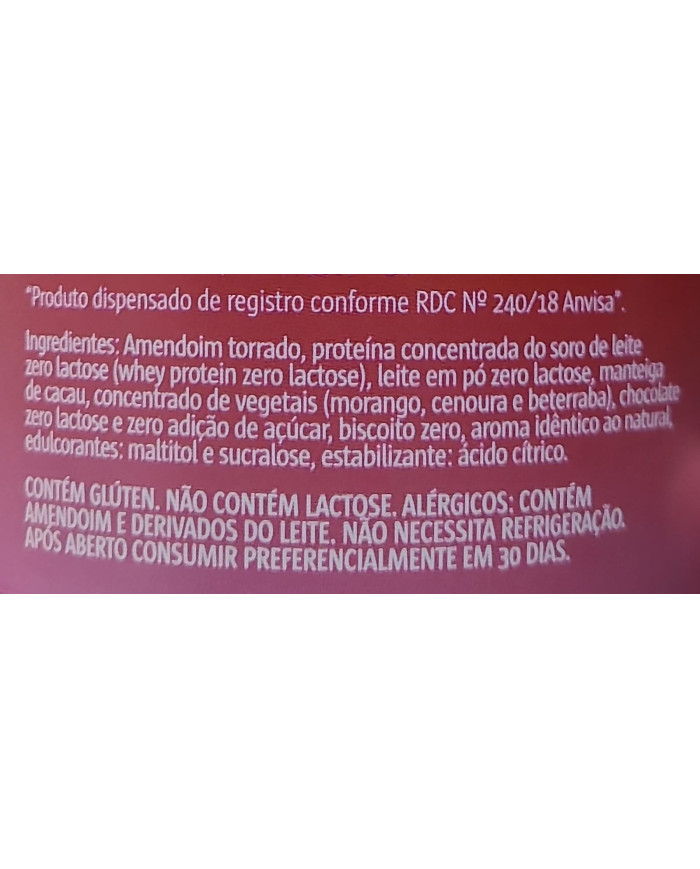 "Produto dispensado de registro conforme RDC Nº 240/18 Anvisa".
Ingredientes: Amendoim torrado, proteína concentrada do soro de leite
zero lactose (whey protein zero lactose), leite em pó zero lactose, manteiga
de cacau, concentrado de vegetais (morango, cenoura e beterraba), chocolate
zero lactose e zero adição de açúcar, biscoito zero, aroma idêntico ao natural,
edulcorantes: maltitol e sucralose, estabilizante: ácido cítrico.
CONTÉM GLÚTEN. NÃO CONTÉM LACTOSE. ALÉRGICOS: CONTÉM
AMENDOIM E DERIVADOS DO LEITE. NÃO NECESSITA REFRIGERAÇÃO.
APÓS ABERTO CONSUMIR PREFERENCIALMENTE EM 30 DIAS.